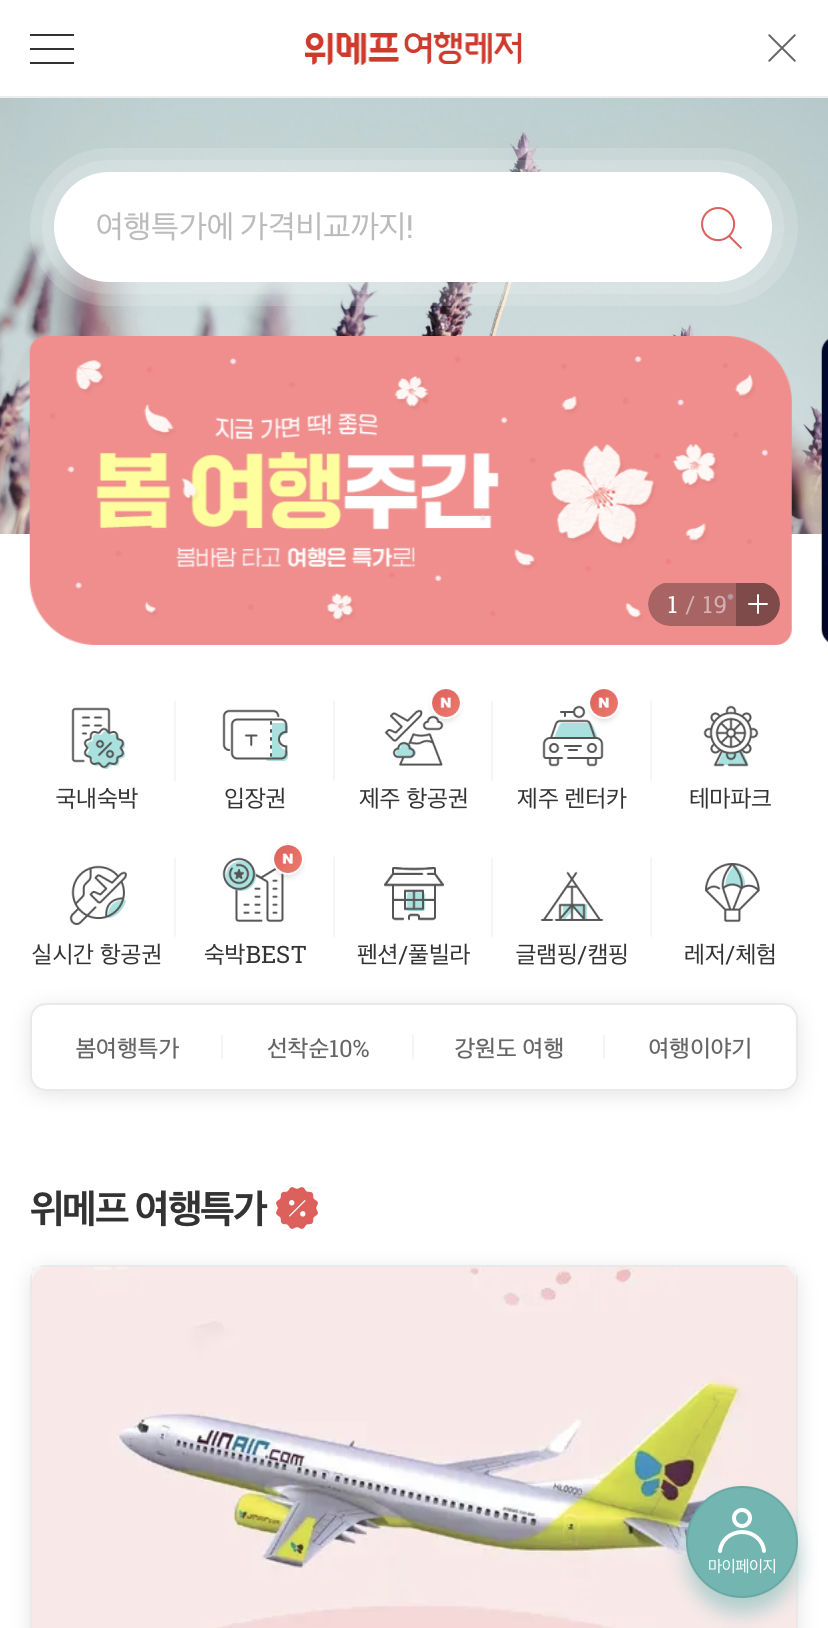 위메프 여행레저
여행특가에 가격비교까지!
지금 가면 딱! 좋은
봄 여행주간
봄바람 타고 여행은 특가로!
1 / 19
N
N
국내숙박
T
입장권
제주 항공권
제주 렌터카
테마파크
N
실시간 항공권
숙박BEST
펜션/풀빌라
글램핑/캠핑
레저/체험
봄여행특가
선착순10%
강원도 여행
여행이야기
위메프 여행특가 %
JINAIR.COM
HL0000
JINAIR.COM
마이페이지